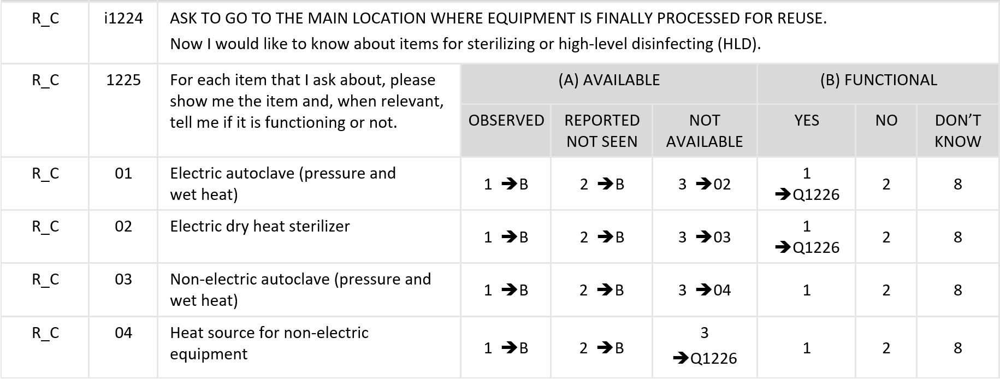 R_C i1224 ASK TO GO TO THE MAIN LOCATION WHERE EQUIPMENT IS FINALLY PROCESSED FOR REUSE.
Now I would like to know about items for sterilizing or high-level disinfecting (HLD).
R_C 1225 For each item that I ask about, please
show me the item and, when relevant,
tell me if it is functioning or not.
(A) AVAILABLE (B) FUNCTIONAL
OBSERVED REPORTED NOT YES NO DON’T
NOT SEEN AVAILABLE KNOW
R_C 01 Electric autoclave (pressure and
wet heat)
1 ➔B 2 ➔B 3 ➔02 1 2 8
➔Q1226
R_C 02 Electric dry heat sterilizer
1 ➔B 2 ➔B 3 ➔03 1 2 8
➔Q1226
R_C 03 Non-electric autoclave (pressure and
wet heat)
1 ➔B 2 ➔B 3 ➔04 1 2 8
R_C 04 Heat source for non-electric
equipment
1 ➔B 2 ➔B 3 1 2 8
➔Q1226